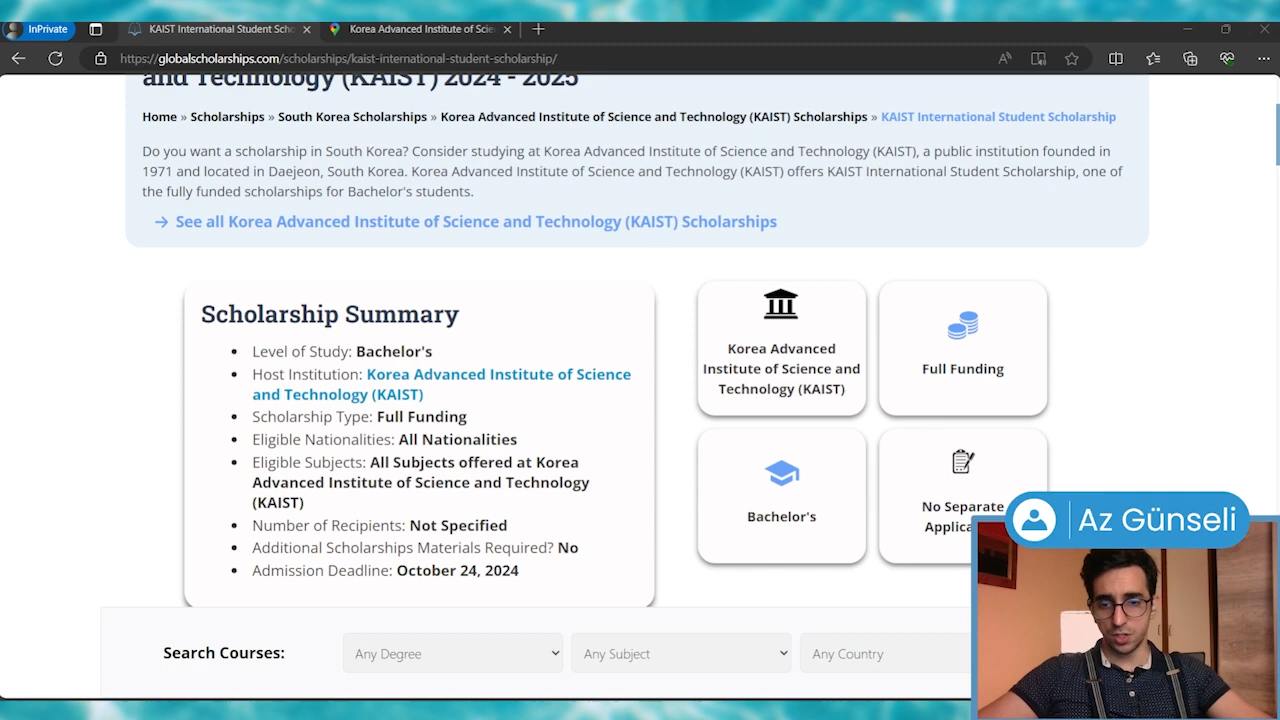 InPrivate
KAIST International Student Scho
Korea Advanced Institute of Scie
https://globalscholarships.com/scholarships/kaist-international-student-scholarship/
and Technology (KAIST) 2024 - 2025
Home » Scholarships » South Korea Scholarships » Korea Advanced Institute of Science and Technology (KAIST) Scholarships » KAIST International Student Scholarship
Do you want a scholarship in South Korea? Consider studying at Korea Advanced Institute of Science and Technology (KAIST), a public institution founded in
1971 and located in Daejeon, South Korea. Korea Advanced Institute of Science and Technology (KAIST) offers KAIST International Student Scholarship, one of
the fully funded scholarships for Bachelor's students.
→ See all Korea Advanced Institute of Science and Technology (KAIST) Scholarships
Scholarship Summary
• Level of Study: Bachelor's
• Host Institution: Korea Advanced Institute of Science
and Technology (KAIST)
• Scholarship Type: Full Funding
• Eligible Nationalities: All Nationalities
• Eligible Subjects: All Subjects offered at Korea
Advanced Institute of Science and Technology
(KAIST)
• Number of Recipients: Not Specified
• Additional Scholarships Materials Required? No
• Admission Deadline: October 24, 2024
Korea Advanced
Institute of Science and
Technology (KAIST)
Full Funding
Bachelor's
No Separate
Applica
Az Günseli
Search Courses:
Any Degree
Any Subject
Any Country